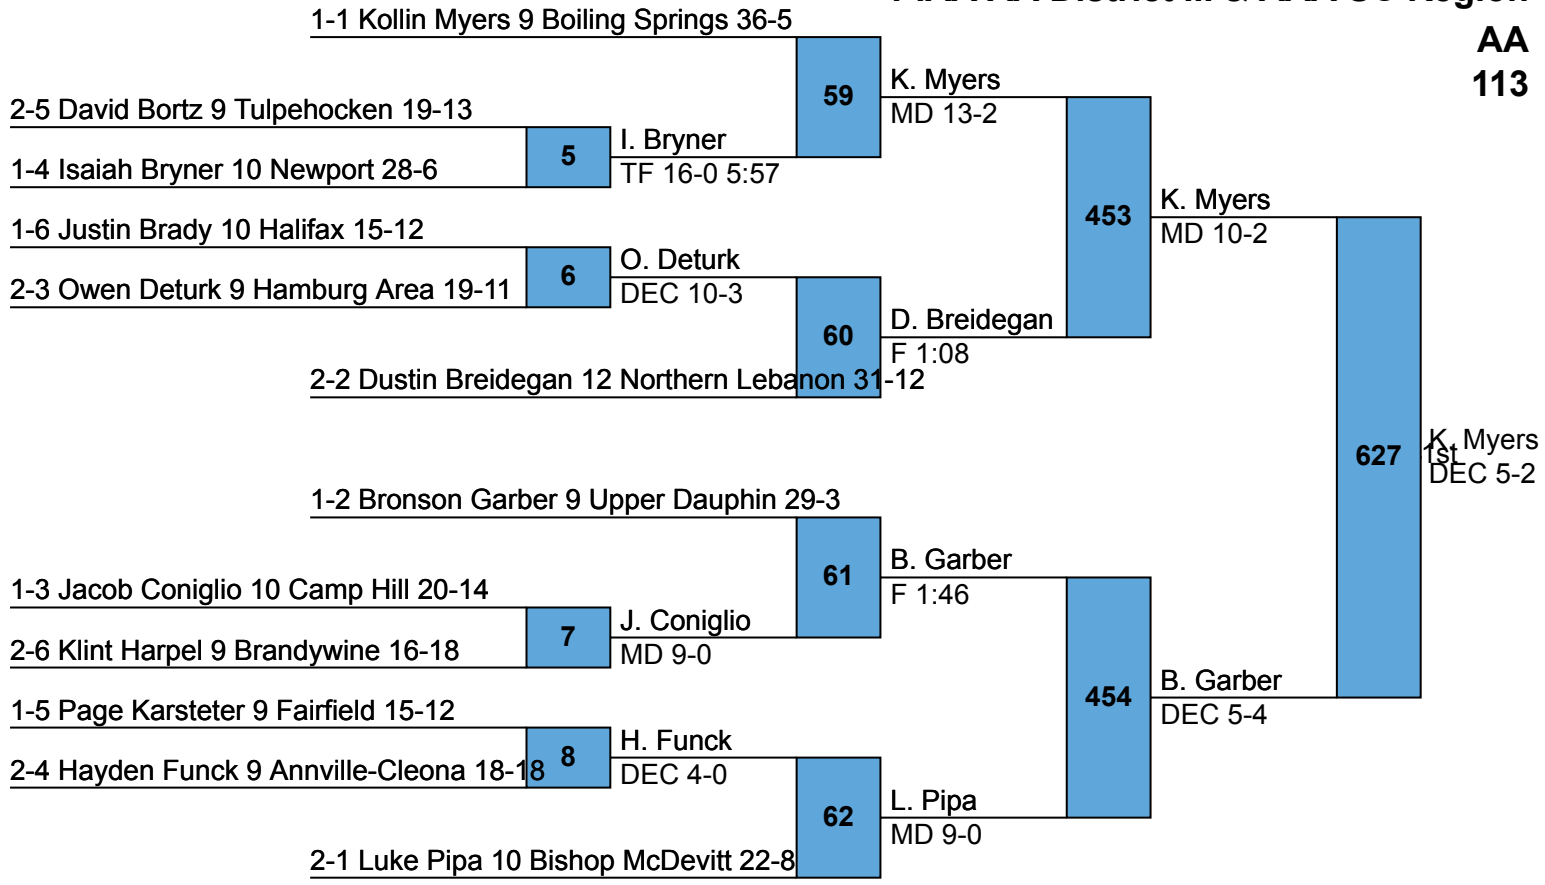 1-1 Kollin Myers 9 Boiling Springs 36-5
AA
113
59
K. Myers
MD 13-2
2-5 David Bortz 9 Tulpehocken 19-13
5
I. Bryner
TF 16-0 5:57
1-4 Isaiah Bryner 10 Newport 28-6
453
K. Myers
MD 10-2
1-6 Justin Brady 10 Halifax 15-12
6
O. Deturk
DEC 10-3
2-3 Owen Deturk 9 Hamburg Area 19-11
60
D. Breidegan
F 1:08
2-2 Dustin Breidegan 12 Northern Lebanon 31-12
627
K. Myers
1st
DEC 5-2
1-2 Bronson Garber 9 Upper Dauphin 29-3
61
B. Garber
F 1:46
1-3 Jacob Coniglio 10 Camp Hill 20-14
7
J. Coniglio
MD 9-0
2-6 Klint Harpel 9 Brandywine 16-18
454
B. Garber
DEC 5-4
1-5 Page Karsteter 9 Fairfield 15-12
8
H. Funck
DEC 4-0
2-4 Hayden Funck 9 Annville-Cleona 18-18
62
L. Pipa
MD 9-0
2-1 Luke Pipa 10 Bishop McDevitt 22-8